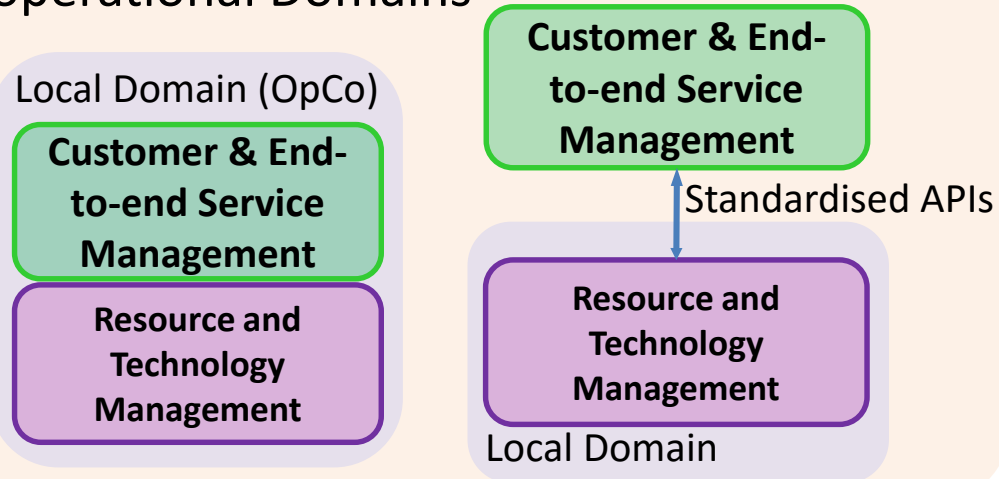 operational Domains
Local Domain (OpCo)
Customer & End-
to-end Service
Management
Resource and
Technology
Management
Customer & End-
to-end Service
Management
Standardised APIs
Resource and
Technology
Management
Local Domain